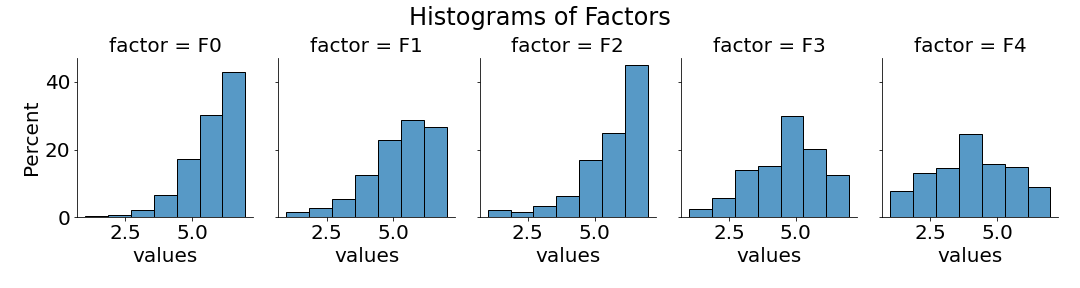 Histograms of Factors
factor = F0 factor = F1 factor = F2 factor = F3 factor = F4
Percent
40
20
0
2.5 5.0 2.5 5.0 2.5 5.0 2.5 5.0 2.5 5.0
values values values values values